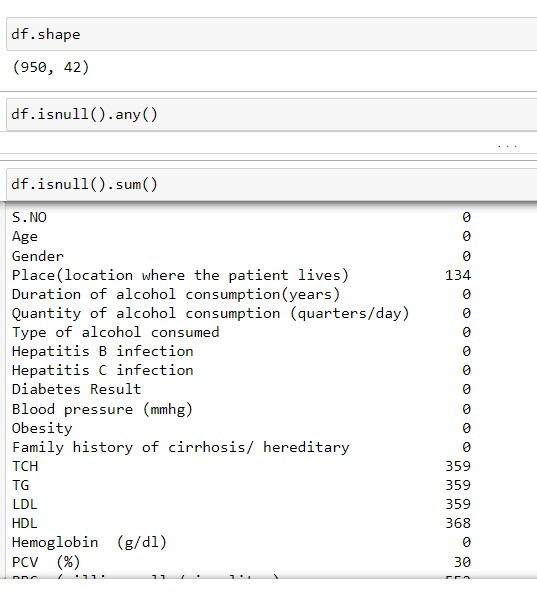 df.shape
(950, 42)
df.isnull().any()
...
df.isnull().sum()
S.NO 0
Age 0
Gender 0
Place(location where the patient lives) 134
Duration of alcohol consumption(years) 0
Quantity of alcohol consumption (quarters/day) 0
Type of alcohol consumed 0
Hepatitis B infection 0
Hepatitis C infection 0
Diabetes Result 0
Blood pressure (mmhg) 0
Obesity 0
Family history of cirrhosis/ hereditary 0
TCH 359
TG 359
LDL 359
HDL 368
Hemoglobin  (g/dl) 0
PCV  (%) 30